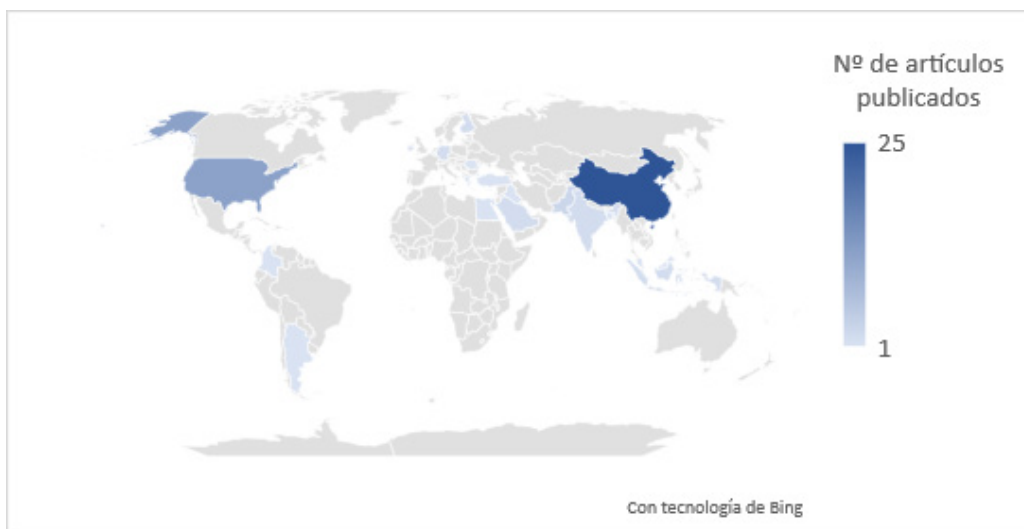 Nº de artículos
publicados
25
1
Con tecnología de Bing